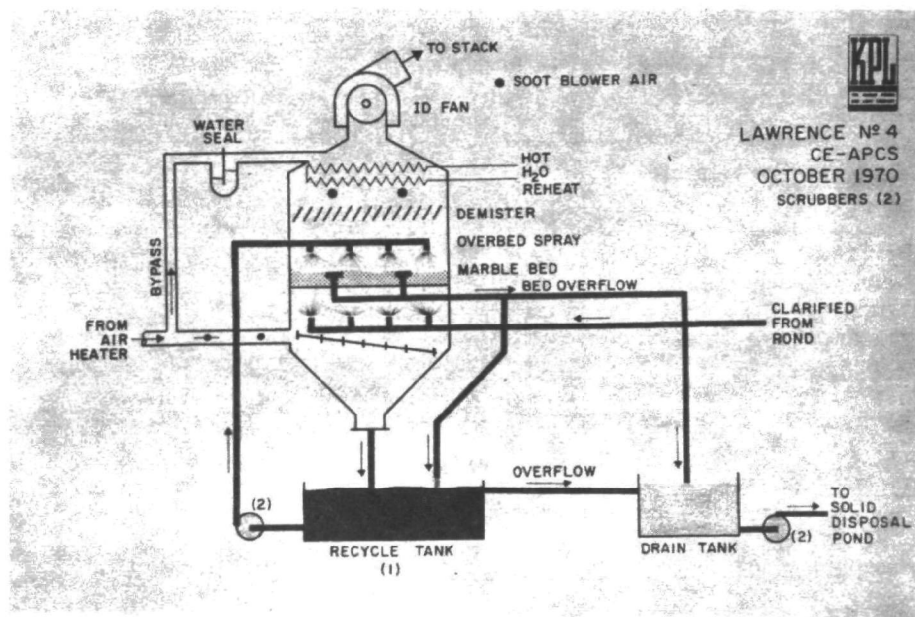 TO STACK
SOOT BLOWER AIR
ID FAN
KPL
LAWRENCE Nº 4
CE-APCS
OCTOBER 1970
SCRUBBERS (2)
WATER
SEAL
HOT
H2O
REHEAT
DEMISTER
OVERBED SPRAY
MARBLE BED
BED OVERFLOW
BYPASS
FROM
AIR
HEATER
CLARIFIED
FROM
ROND
OVERFLOW
(2)
RECYCLE TANK
(1)
DRAIN TANK
(2)
TO
SOLID
DISPOSAL
POND